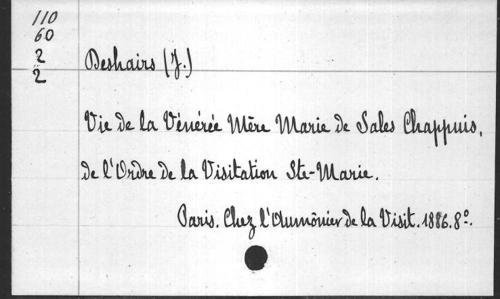 110
60
2
2
Deshairs (J.)
Vie de la Vénérée Mère Marie de Sales Chappuis,
de l'Ordre de la Visitation Ste-Marie.
Paris. Chez l'Aumônier de la Visit. 1886. 8º.